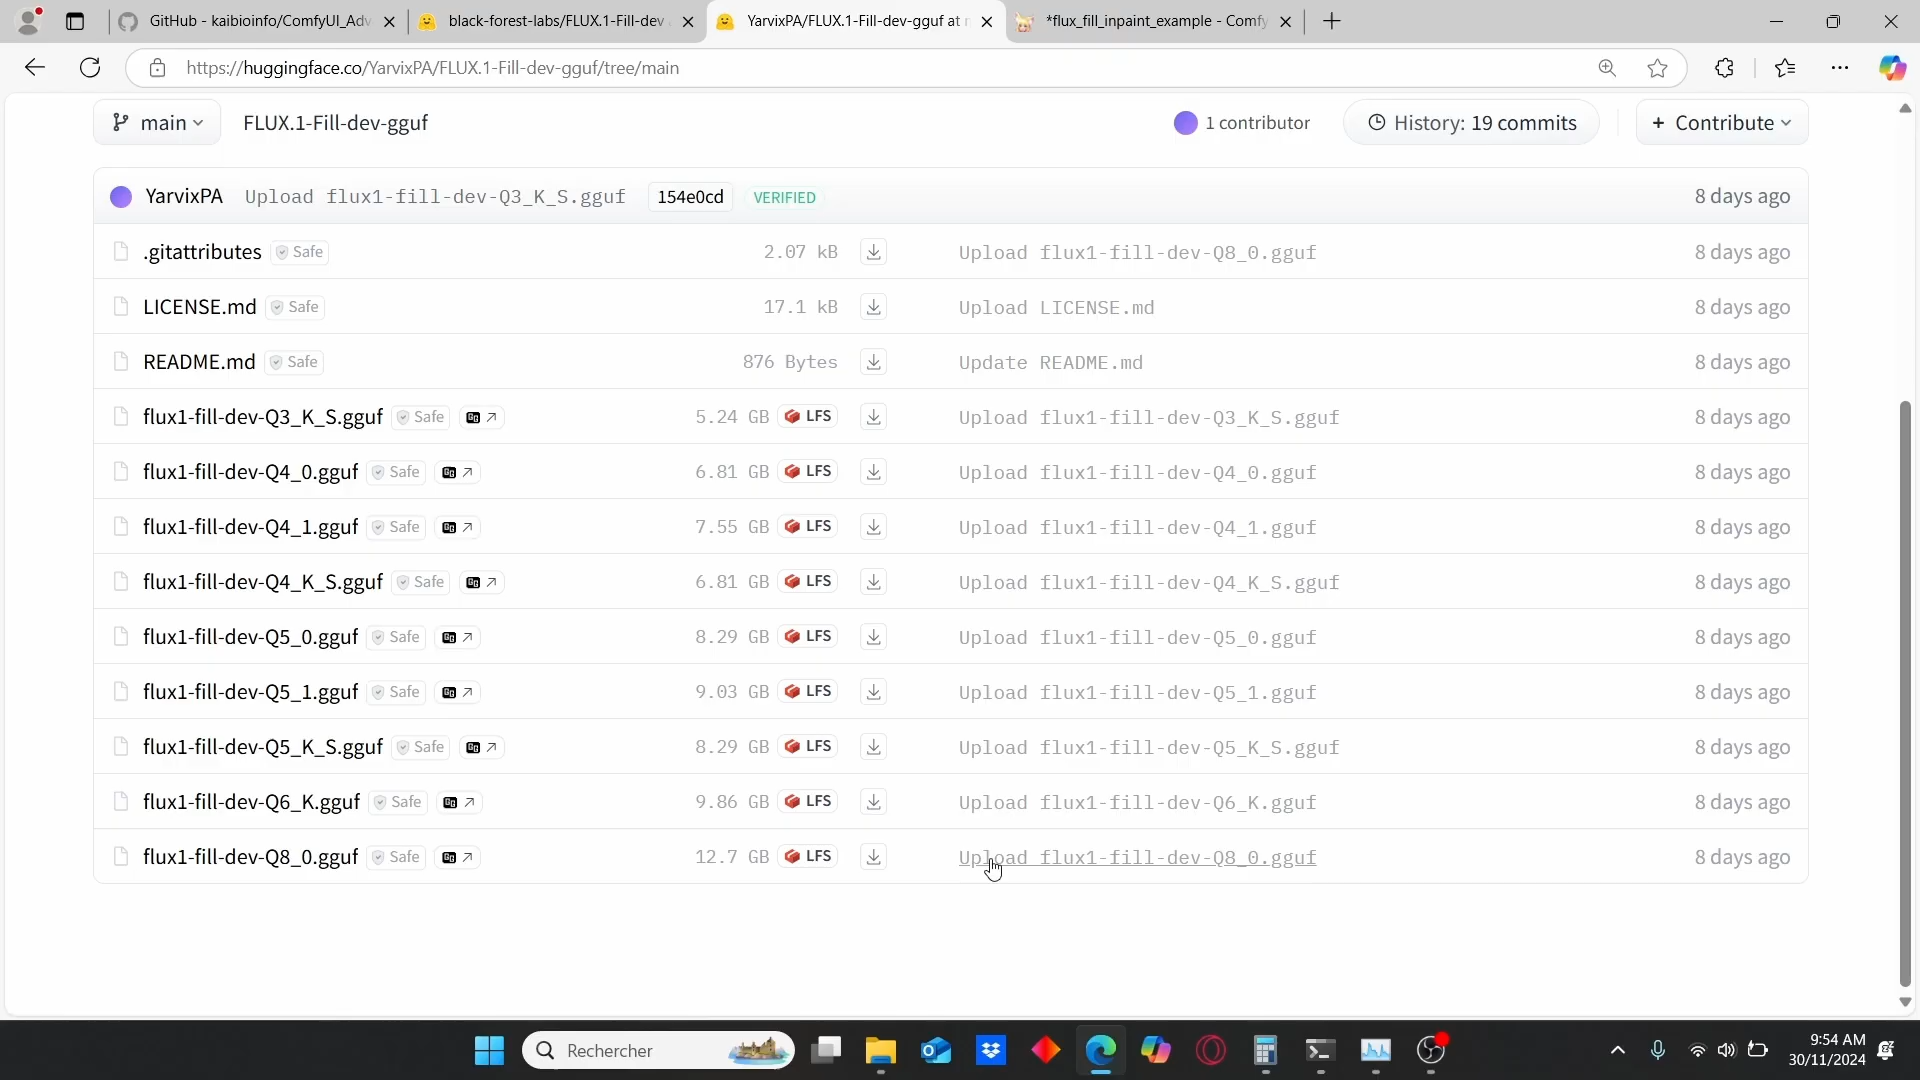 GitHub - kaibioinfo/ComfyUI_Adv
black-forest-labs/FLUX.1-Fill-dev
YarvixPA/FLUX.1-Fill-dev-gguf at
*flux_fill_inpaint_example - Comfy
https://huggingface.co/YarvixPA/FLUX.1-Fill-dev-gguf/tree/main
main FLUX.1-Fill-dev-gguf 1 contributor History: 19 commits + Contribute
YarvixPA Upload flux1-fill-dev-Q3_K_S.gguf 154e0cd VERIFIED 8 days ago
.gitattributes Safe 2.07 kB Upload flux1-fill-dev-Q8_0.gguf 8 days ago
LICENSE.md Safe 17.1 kB Upload LICENSE.md 8 days ago
README.md Safe 876 Bytes Update README.md 8 days ago
flux1-fill-dev-Q3_K_S.gguf Safe 5.24 GB LFS Upload flux1-fill-dev-Q3_K_S.gguf 8 days ago
flux1-fill-dev-Q4_0.gguf Safe 6.81 GB LFS Upload flux1-fill-dev-Q4_0.gguf 8 days ago
flux1-fill-dev-Q4_1.gguf Safe 7.55 GB LFS Upload flux1-fill-dev-Q4_1.gguf 8 days ago
flux1-fill-dev-Q4_K_S.gguf Safe 6.81 GB LFS Upload flux1-fill-dev-Q4_K_S.gguf 8 days ago
flux1-fill-dev-Q5_0.gguf Safe 8.29 GB LFS Upload flux1-fill-dev-Q5_0.gguf 8 days ago
flux1-fill-dev-Q5_1.gguf Safe 9.03 GB LFS Upload flux1-fill-dev-Q5_1.gguf 8 days ago
flux1-fill-dev-Q5_K_S.gguf Safe 8.29 GB LFS Upload flux1-fill-dev-Q5_K_S.gguf 8 days ago
flux1-fill-dev-Q6_K.gguf Safe 9.86 GB LFS Upload flux1-fill-dev-Q6_K.gguf 8 days ago
flux1-fill-dev-Q8_0.gguf Safe 12.7 GB LFS Upload flux1-fill-dev-Q8_0.gguf 8 days ago
Rechercher
9:54 AM
30/11/2024